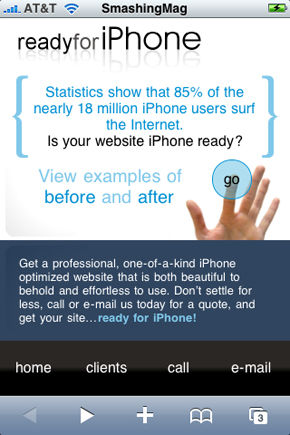 AT&T SmashingMag
readyforiPhone
Statistics show that 85% of the
nearly 18 million iPhone users surf
the Internet.
Is your website iPhone ready?
View examples of
before and after
go
Get a professional, one-of-a-kind iPhone
optimized website that is both beautiful to
behold and effortless to use. Don't settle for
less, call or e-mail us today for a quote, and
get your site...ready for iPhone!
home clients call e-mail
3